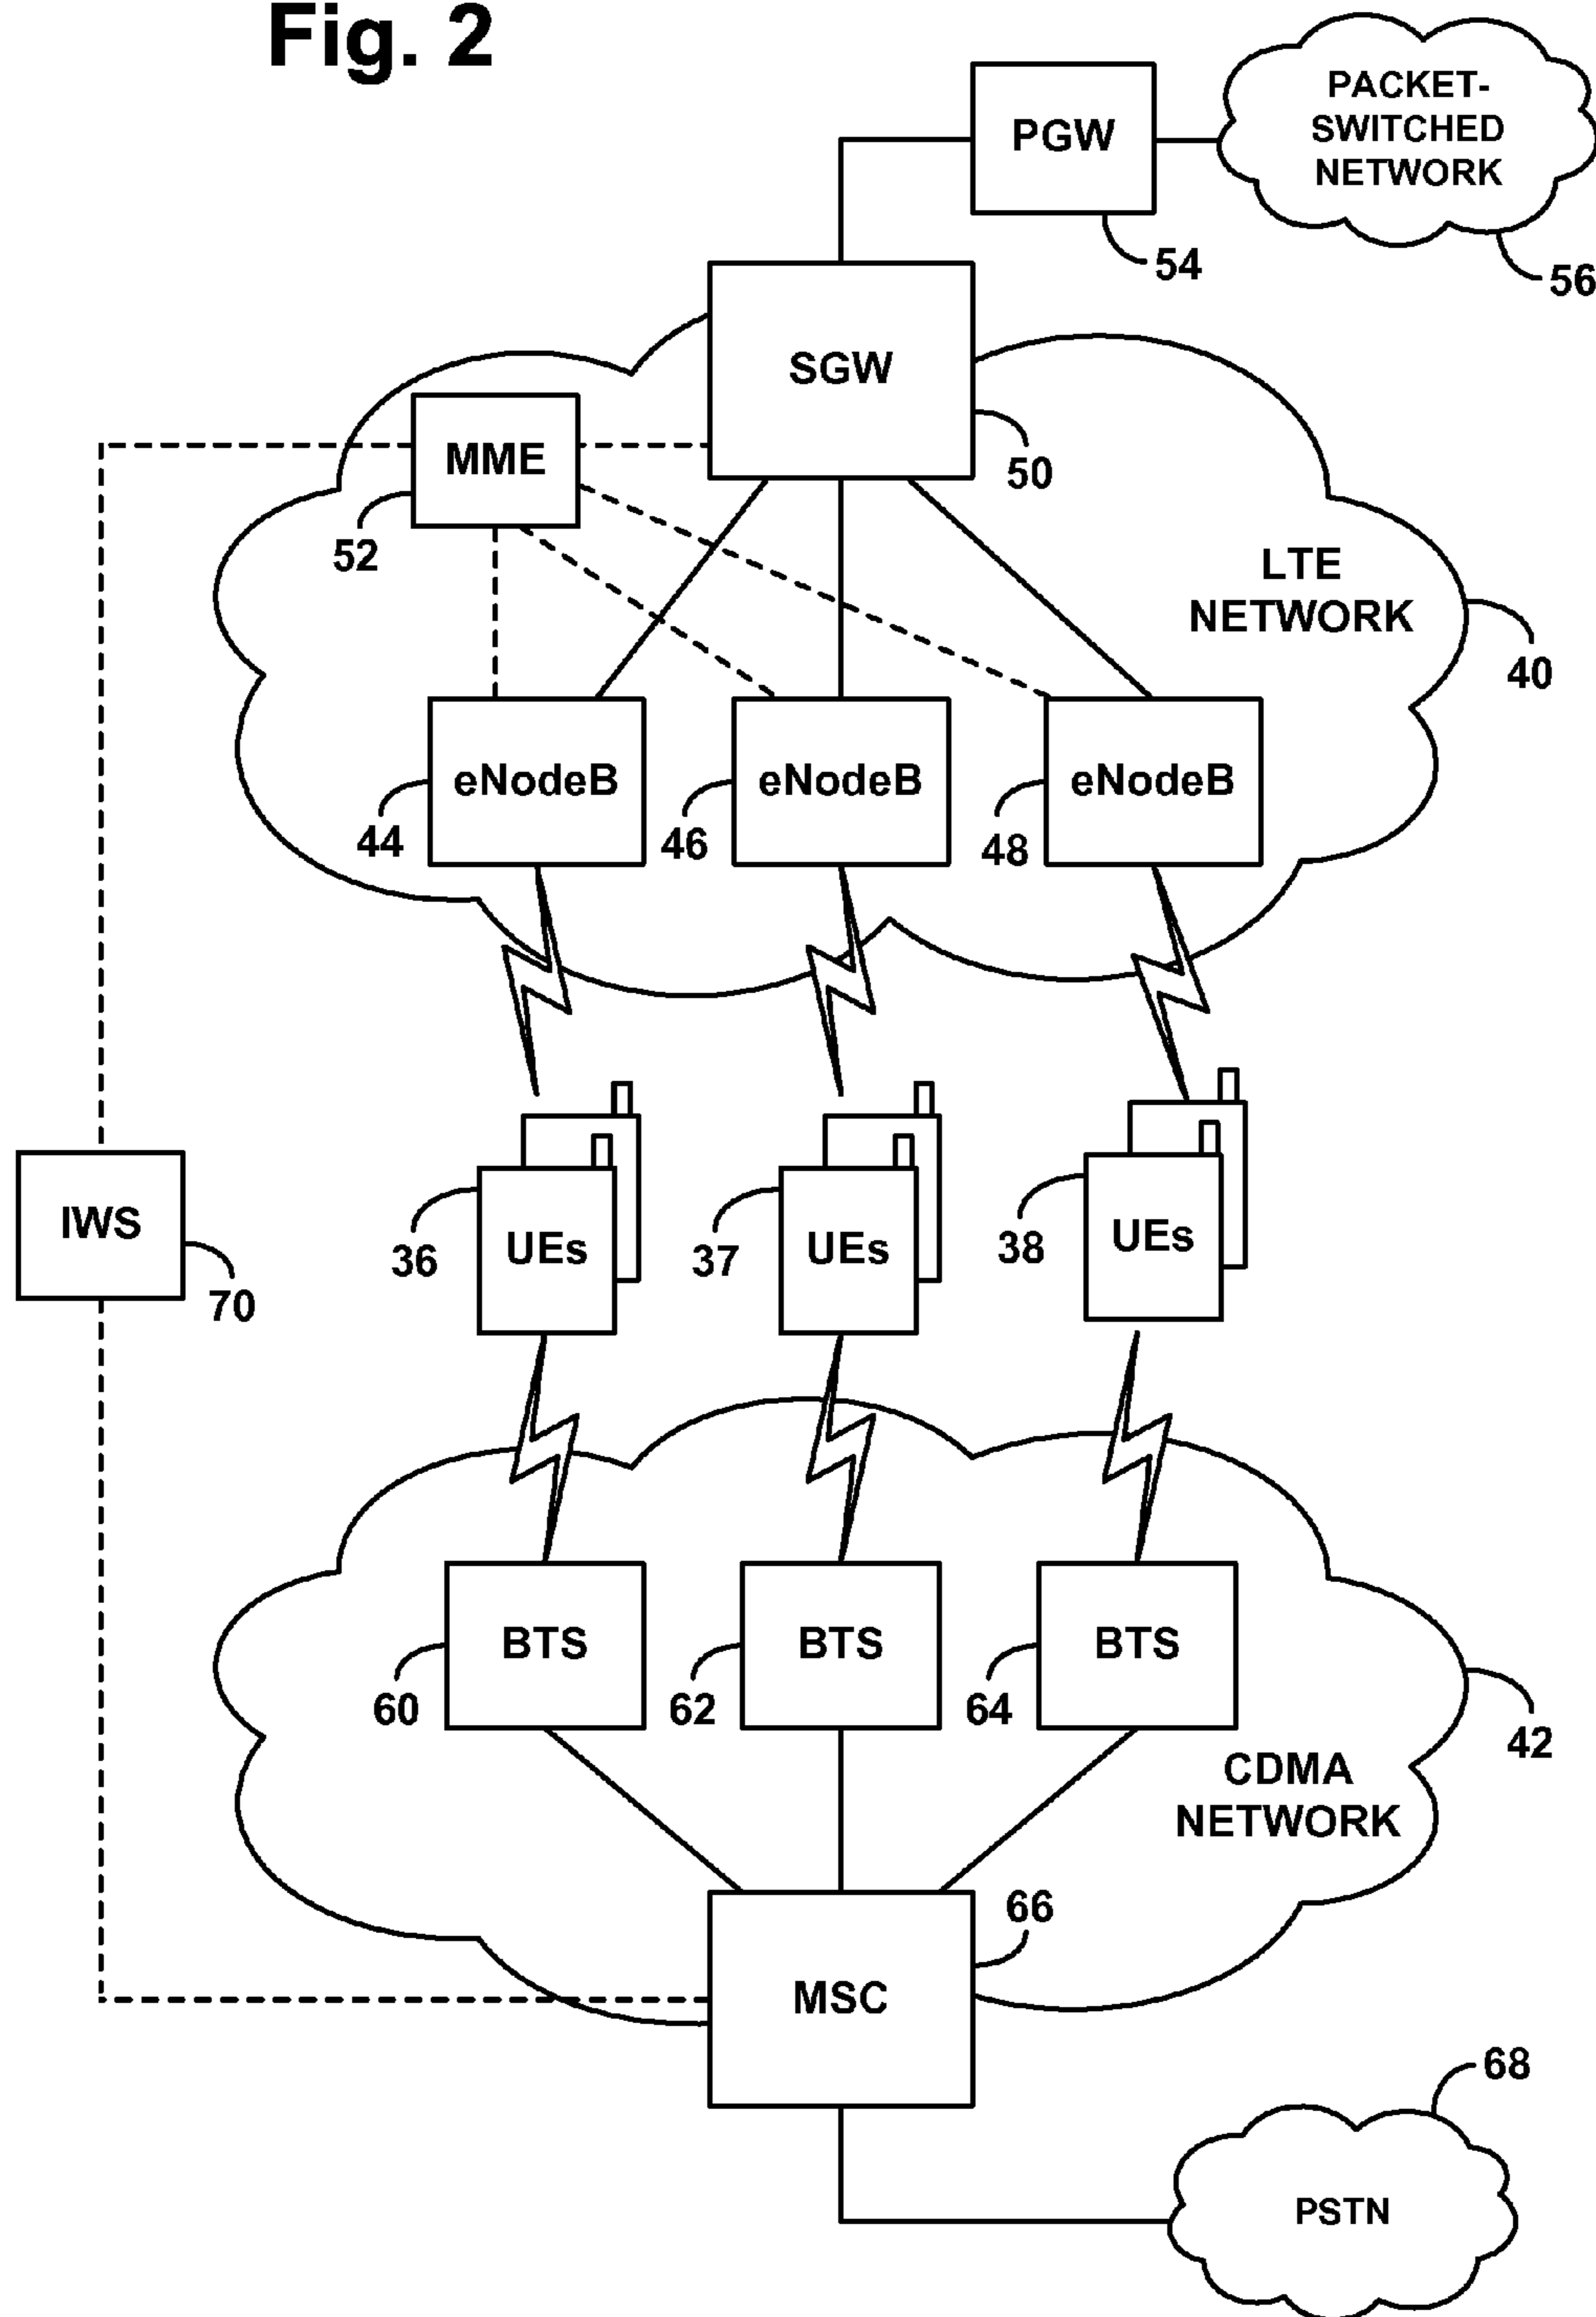 Fig. 2
PGW
PACKET-
SWITCHED
NETWORK
54
56
SGW
50
MME
52
LTE
NETWORK
40
eNodeB
eNodeB
eNodeB
44
46
48
IWS
70
UEs
UEs
UEs
36
37
38
BTS
BTS
BTS
60
62
64
42
CDMA
NETWORK
66
MSC
68
PSTN